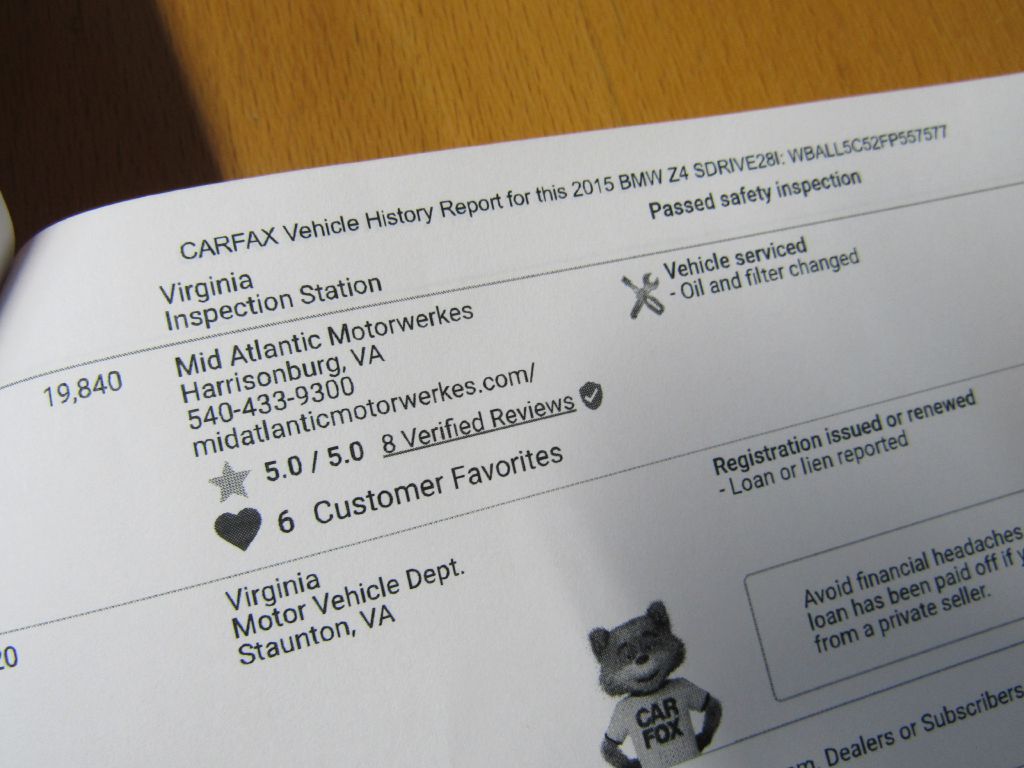 CARFAX Vehicle History Report for this 2015 BMW Z4 SDRIVE28I: WBALL5C52FP557577
Virginia
Inspection Station
Passed safety inspection
19,840
Mid Atlantic Motorwerkes
Harrisonburg, VA
540-433-9300
midatlanticmotorwerkes.com/
5.0 / 5.0 8 Verified Reviews
6 Customer Favorites
Vehicle serviced
- Oil and filter changed
20
Virginia
Motor Vehicle Dept.
Staunton, VA
Registration issued or renewed
- Loan or lien reported
Avoid financial headaches
loan has been paid off if y
from a private seller.
CAR
FOX
m, Dealers or Subscribers